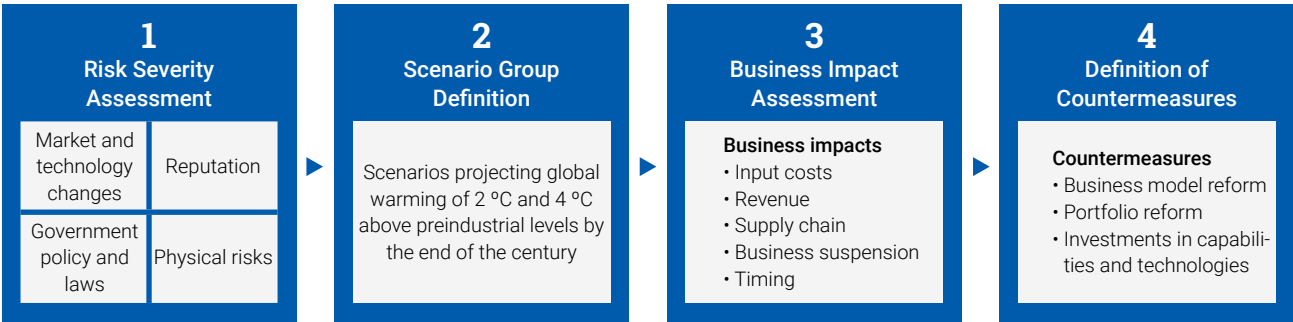 1
Risk Severity
Assessment
Market and
technology
changes
Reputation
Government
policy and
laws
Physical risks
2
Scenario Group
Definition
Scenarios projecting global
warming of 2 ºC and 4 ºC
above preindustrial levels by
the end of the century
3
Business Impact
Assessment
Business impacts
• Input costs
• Revenue
• Supply chain
• Business suspension
• Timing
4
Definition of
Countermeasures
Countermeasures
• Business model reform
• Portfolio reform
• Investments in capabili-
ties and technologies